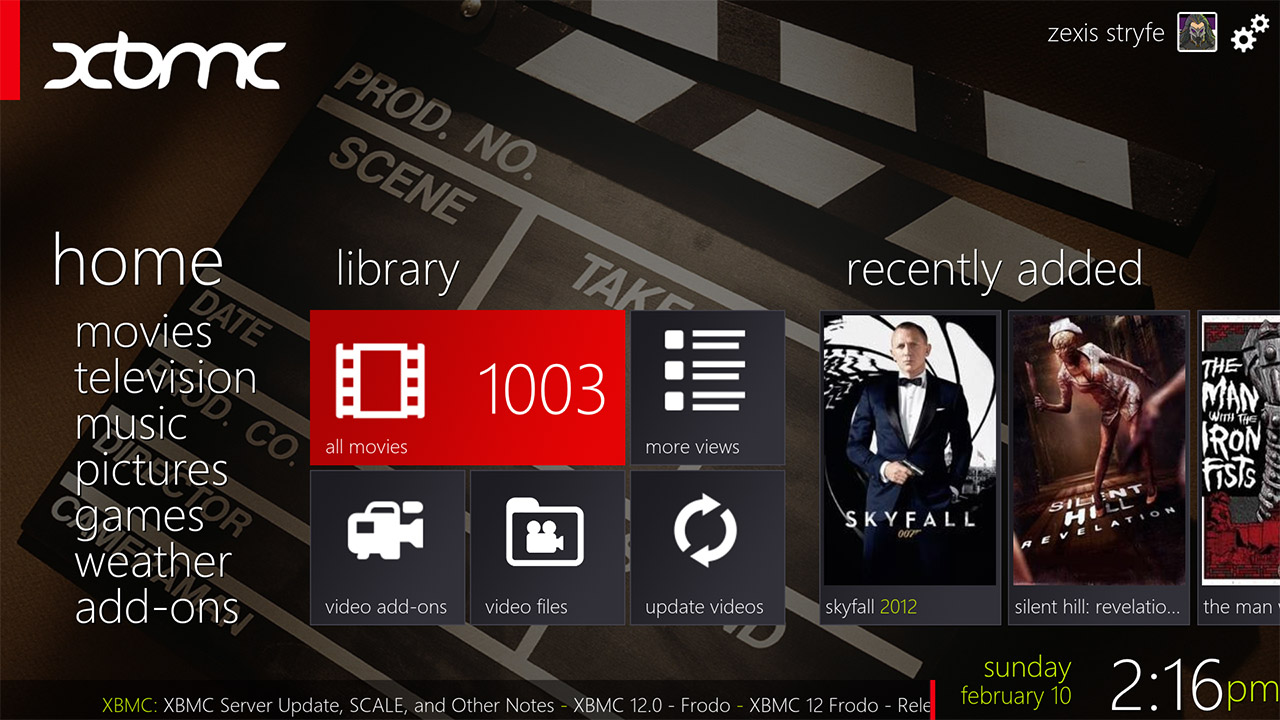 xbmc
zexis stryfe
PROD. NO.
SCENE
TAKE
DATE
PROD. CO.
DIRECTOR
CAMERAMAN
home
movies
television
music
pictures
games
weather
add-ons
library
all movies
1003
more views
video add-ons
video files
update videos
recently added
SKYFALL
007
skyfall 2012
SILENT
HILL
REVELATION
silent hill: revelatio...
THE
MAN
WITH THE
IRON
FISTS
the man
XBMC: XBMC Server Update, SCALE, and Other Notes - XBMC 12.0 - Frodo - XBMC 12 Frodo - Rele
sunday
february 10
2:16pm